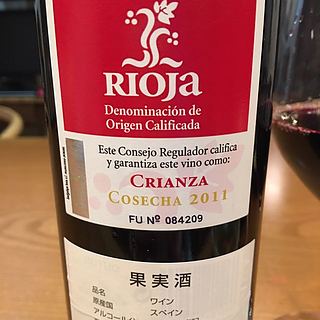 RIOJa
Denominación de
Origen Calificada
Este Consejo Regulador califica
y garantiza este vino como:
CRIANZA
COSECHA 2011
FU Nº 084209
果実酒
品名 ワイン
原産国 スペイン